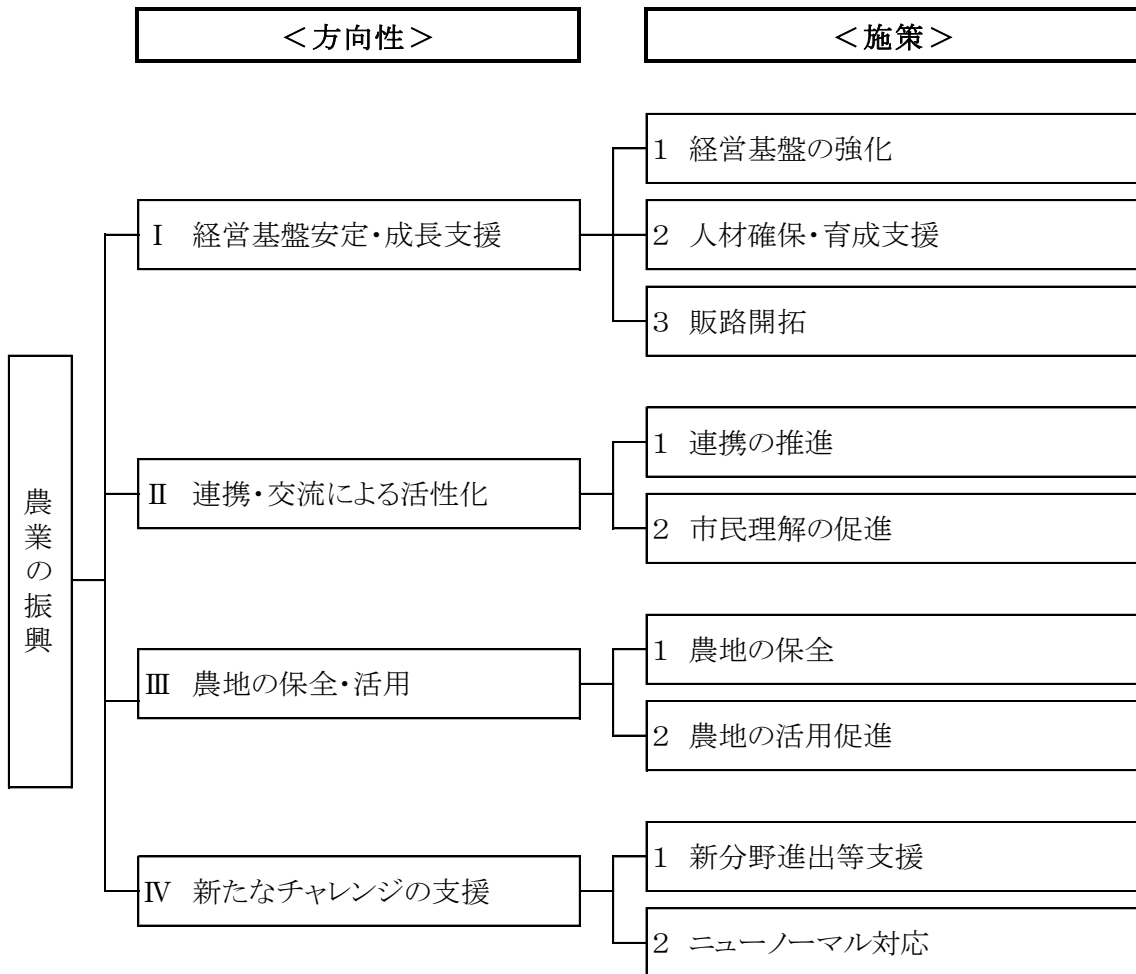 ＜方向性＞
＜施策＞
農業の振興
Ⅰ　経営基盤安定・成長支援
１　経営基盤の強化
２　人材確保・育成支援
３　販路開拓
Ⅱ　連携・交流による活性化
１　連携の推進
２　市民理解の促進
Ⅲ　農地の保全・活用
１　農地の保全
２　農地の活用促進
Ⅳ　新たなチャレンジの支援
１　新分野進出等支援
２　ニューノーマル対応